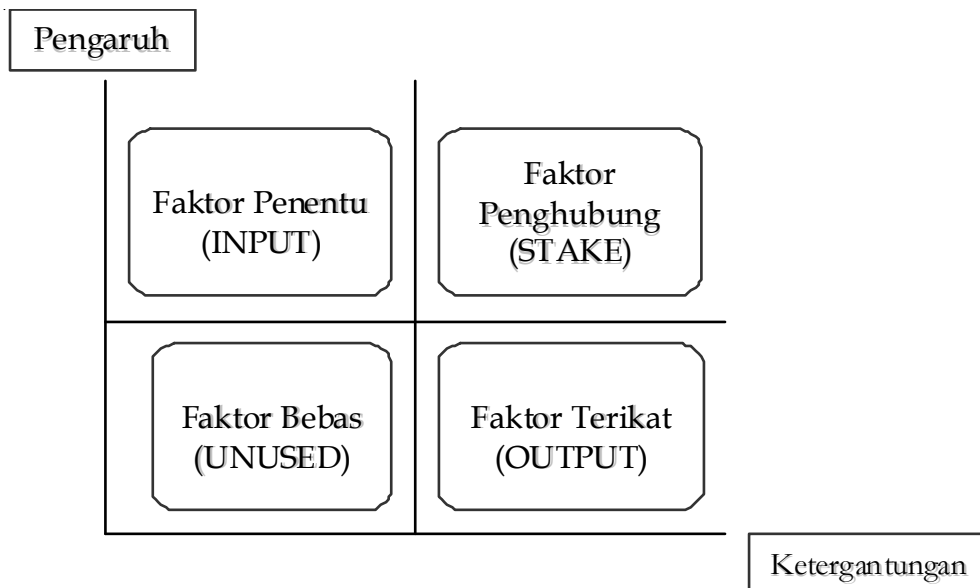 Pengaruh
Faktor Penentu
(INPUT)
Faktor
Penghubung
(STAKE)
Faktor Bebas
(UNUSED)
Faktor Terikat
(OUTPUT)
Ketergantungan